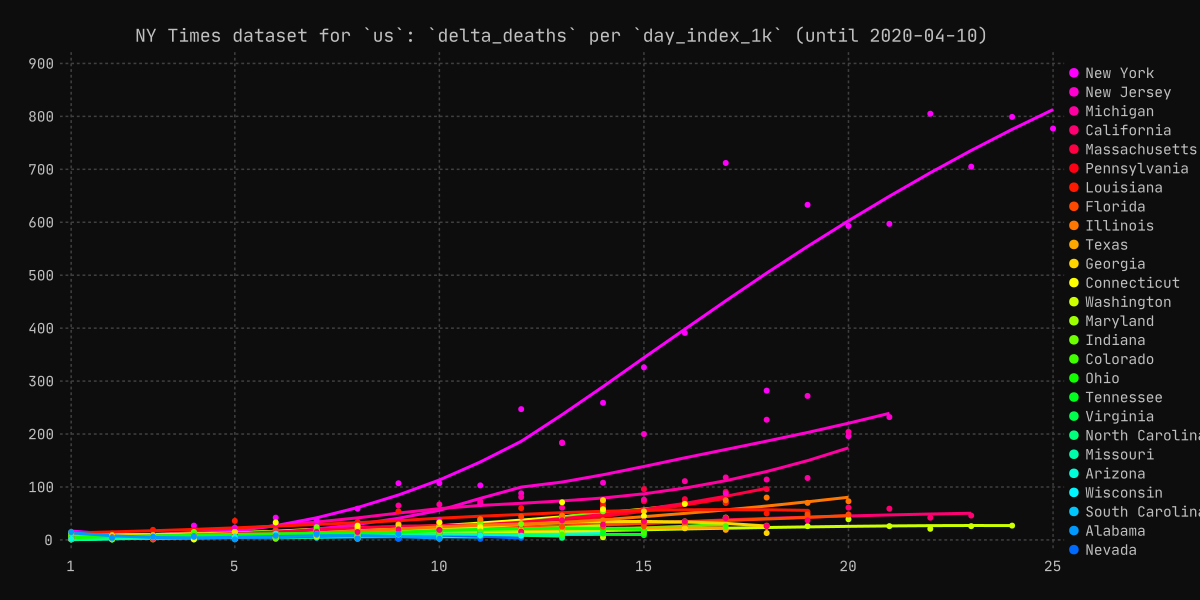 NY Times dataset for `us`: `delta_deaths` per `day_index_1k` (until 2020-04-10)
900
800
700
600
500
400
300
200
100
0
1 5 10 15 20 25
New York
New Jersey
Michigan
California
Massachusetts
Pennsylvania
Louisiana
Florida
Illinois
Texas
Georgia
Connecticut
Washington
Maryland
Indiana
Colorado
Ohio
Tennessee
Virginia
North Carolina
Missouri
Arizona
Wisconsin
South Carolina
Alabama
Nevada